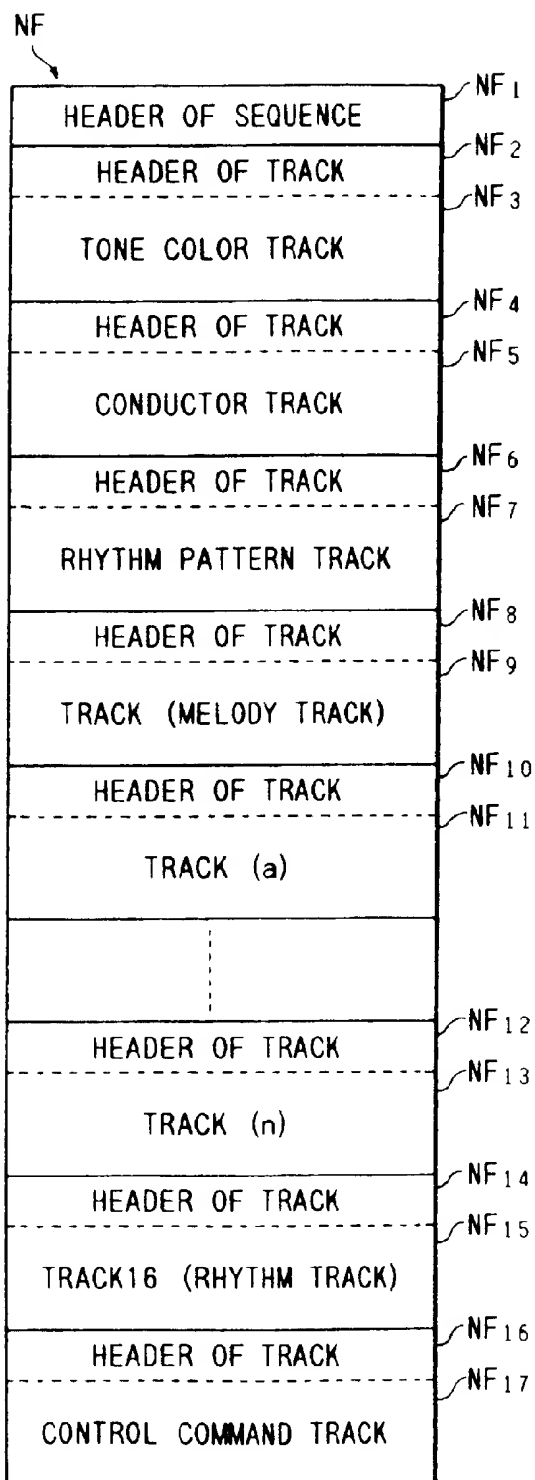 NF
HEADER OF SEQUENCE NF1
HEADER OF TRACK NF2
TONE COLOR TRACK NF3
HEADER OF TRACK NF4
CONDUCTOR TRACK NF5
HEADER OF TRACK NF6
RHYTHM PATTERN TRACK NF7
HEADER OF TRACK NF8
TRACK (MELODY TRACK) NF9
HEADER OF TRACK NF10
TRACK (a) NF11
HEADER OF TRACK NF12
TRACK (n) NF13
HEADER OF TRACK NF14
TRACK16 (RHYTHM TRACK) NF15
HEADER OF TRACK NF16
CONTROL COMMAND TRACK NF17